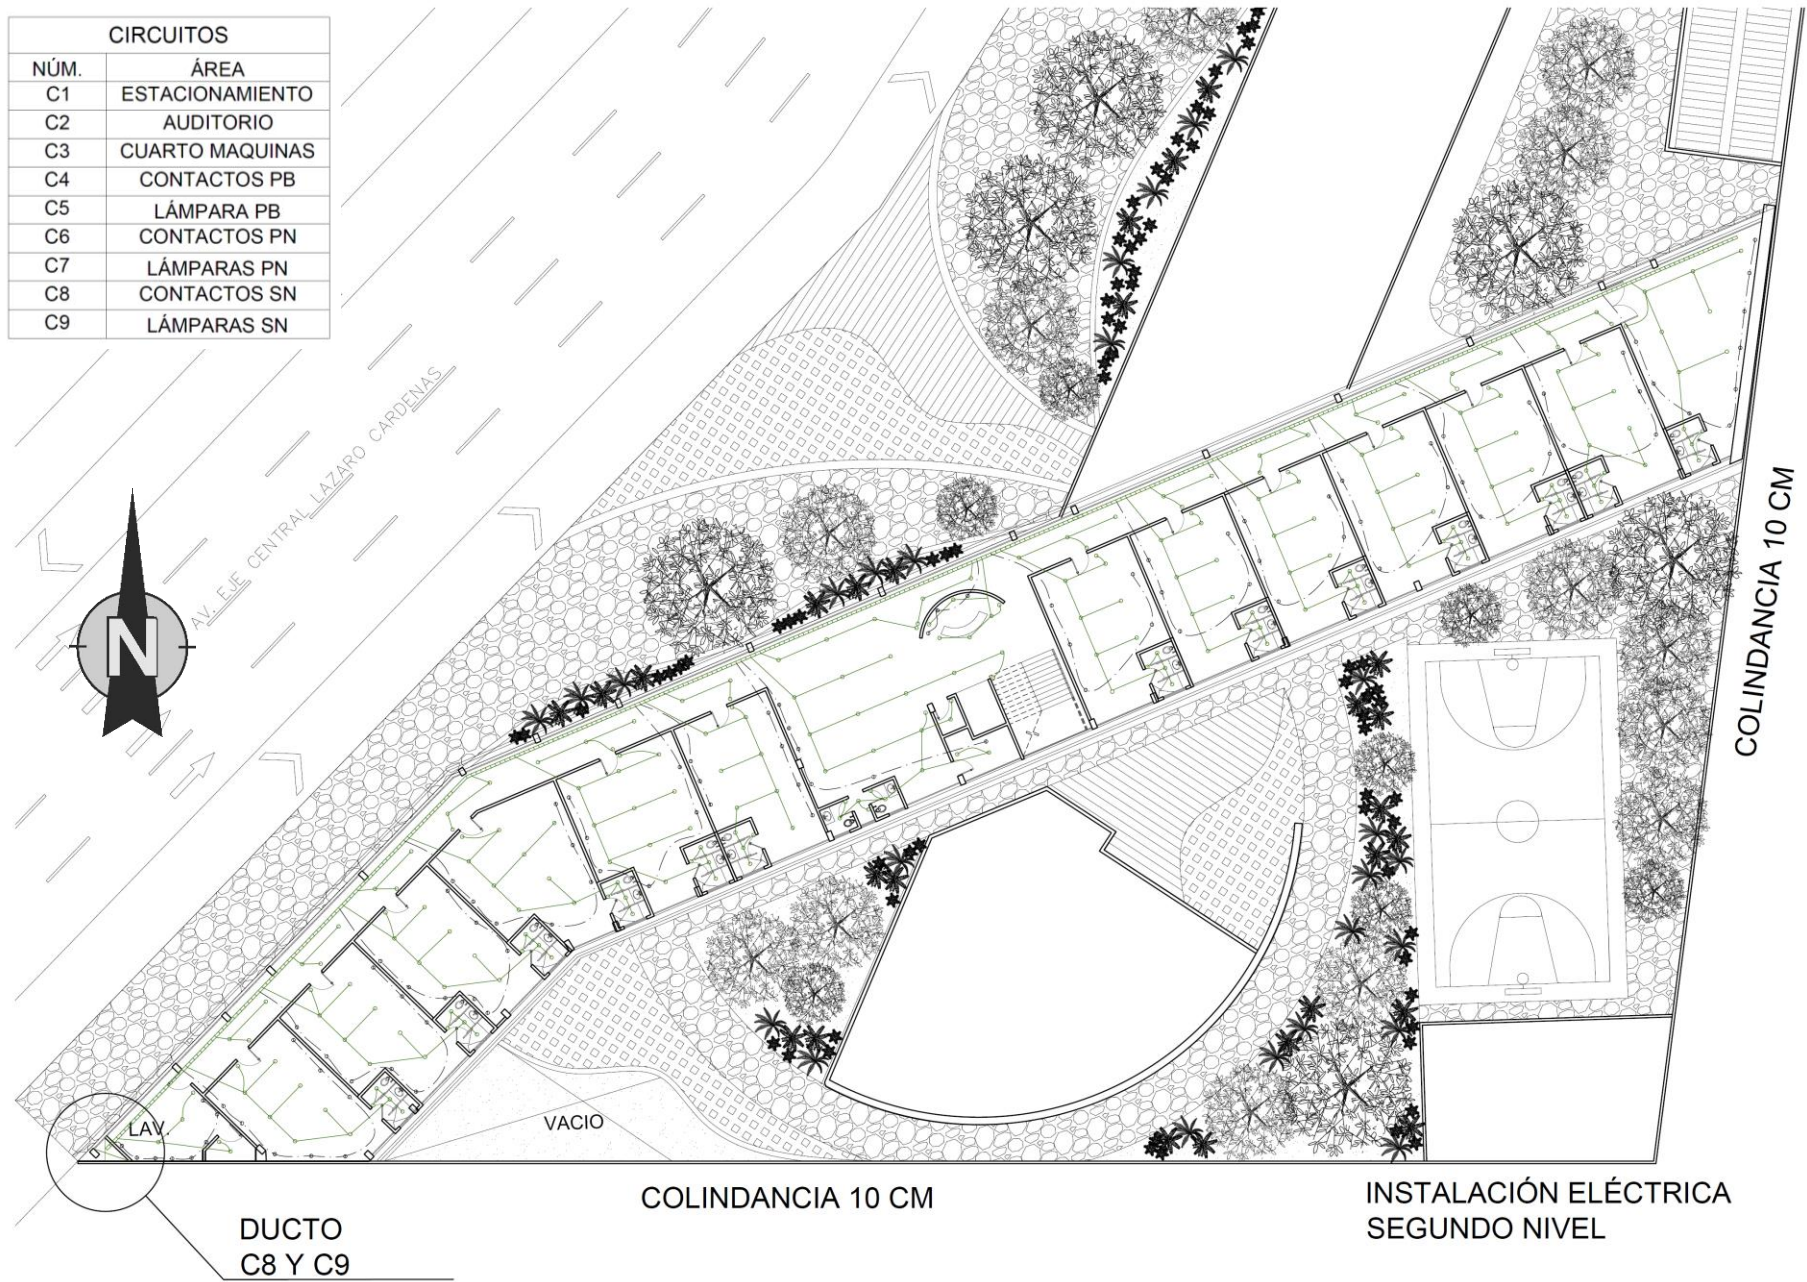 CIRCUITOS
NÚM. ÁREA
C1 ESTACIONAMIENTO
C2 AUDITORIO
C3 CUARTO MAQUINAS
C4 CONTACTOS PB
C5 LÁMPARA PB
C6 CONTACTOS PN
C7 LÁMPARAS PN
C8 CONTACTOS SN
C9 LÁMPARAS SN
AV. EJE CENTRAL LAZARO CARDENAS
N
COLINDANCIA 10 CM
LAV.
VACIO
COLINDANCIA 10 CM
DUCTO
C8 Y C9
INSTALACIÓN ELÉCTRICA
SEGUNDO NIVEL